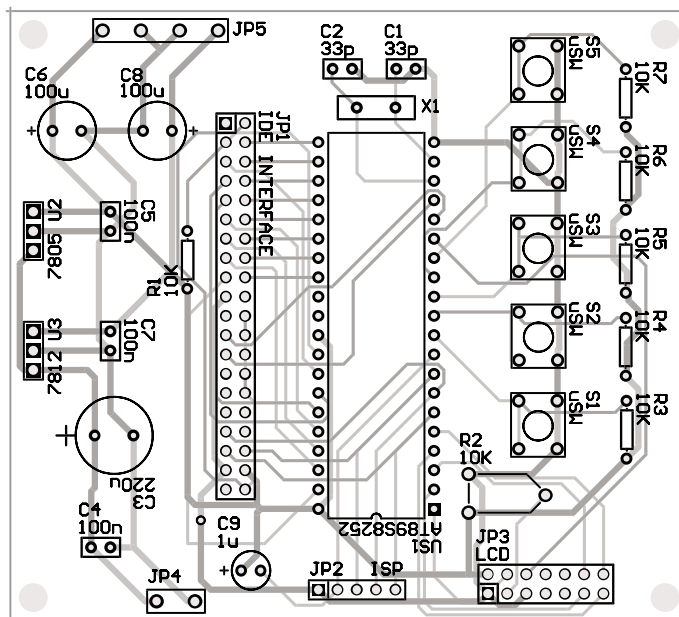 JP5
C2
33p
C1
33p
C6
100u
C8
100u
+
+
X1
S5
uSW
R7
10K
JP1
IDE INTERFACE
S4
uSW
R6
10K
U2
7805
C5
100n
R1
10K
S3
uSW
R5
10K
U3
7812
C7
100n
S2
uSW
R4
10K
+
220u
C3
S1
uSW
R3
10K
R2
10K
C4
100n
C9
1u
+
US1
AT89S8252
JP3
LCD
JP2
ISP
JP4